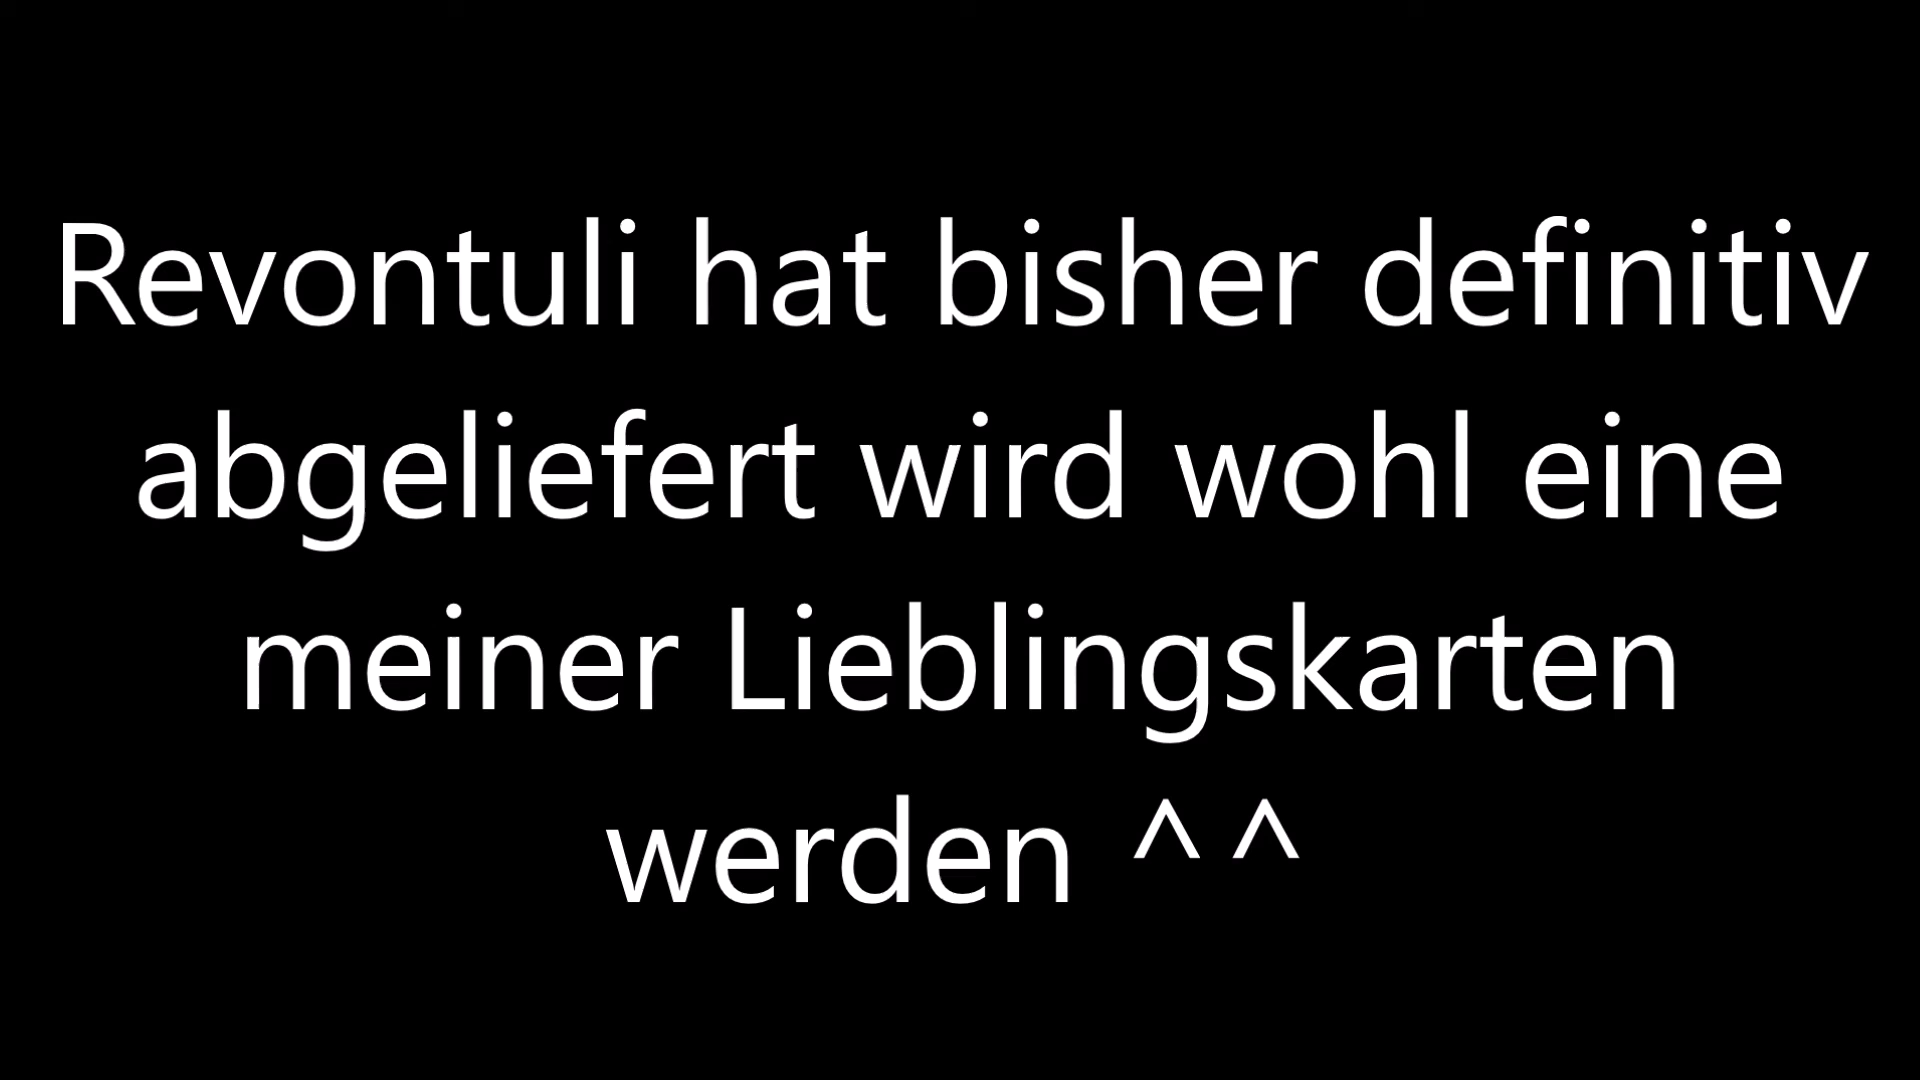 Revontuli hat bisher definitiv
abgeliefert wird wohl eine
meiner Lieblingskarten
werden ^^